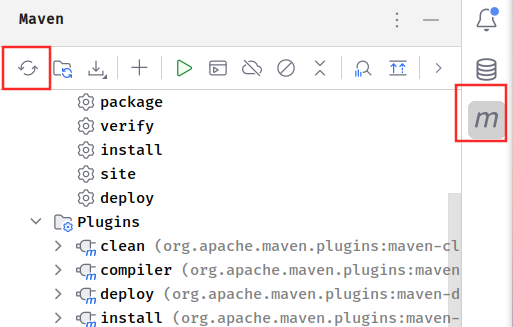 Maven
m
package
verify
install
site
deploy
Plugins
clean (org.apache.maven.plugins:maven-cl
compiler (org.apache.maven.plugins:maven
deploy (org.apache.maven.plugins:maven-d
install (org.apache.maven.plugins:maven